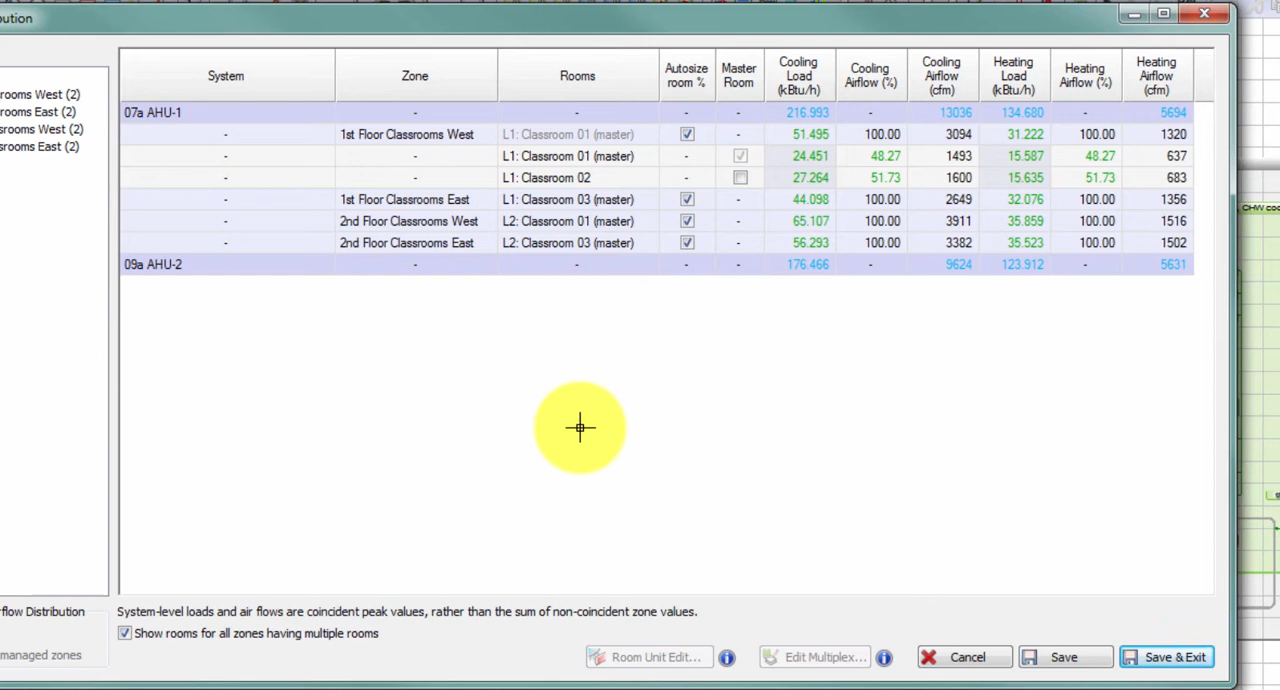 bution
System Zone Rooms Autosize room % Master Room Cooling Load (kBtu/h) Cooling Airflow (%) Cooling Airflow (cfm) Heating Load (kBtu/h) Heating Airflow (%) Heating Airflow (cfm)
rooms West (2)
rooms East (2)
srooms West (2)
srooms East (2)
07a AHU-1 - - - - 216.993 - 13036 134.680 - 5694
- 1st Floor Classrooms West L1: Classroom 01 (master) - 51.495 100.00 3094 31.222 100.00 1320
- - L1: Classroom 01 (master) - 24.451 48.27 1493 15.587 48.27 637
- - L1: Classroom 02 - 27.264 51.73 1600 15.635 51.73 683
- 1st Floor Classrooms East L1: Classroom 03 (master) - 44.098 100.00 2649 32.076 100.00 1356
- 2nd Floor Classrooms West L2: Classroom 01 (master) - 65.107 100.00 3911 35.859 100.00 1516
- 2nd Floor Classrooms East L2: Classroom 03 (master) - 56.293 100.00 3382 35.523 100.00 1502
09a AHU-2 - - - - 176.466 - 9624 123.912 - 5631
CHW coo
flow Distribution
System-level loads and air flows are coincident peak values, rather than the sum of non-coincident zone values.
Show rooms for all zones having multiple rooms
managed zones
Room Unit Edit... Edit Multiplex... Cancel Save Save & Exit